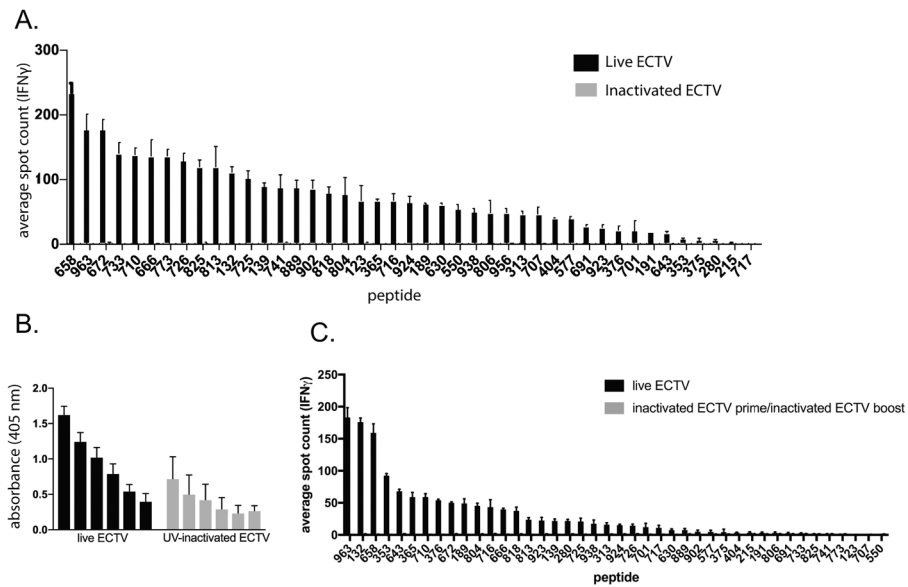 A.
300
200
100
0
average spot count (IFNγ)
Live ECTV
Inactivated ECTV
658 963 672 733 710 666 773 726 825 813 132 725 139 741 889 902 818 804 123 365 716 924 189 630 550 938 806 956 313 707 404 577 691 923 376 701 191 643 353 375 280 215 717
peptide
B.
2.0
1.5
1.0
0.5
0.0
absorbance (405 nm)
live ECTV UV-inactivated ECTV
C.
250
200
150
100
50
0
average spot count (IFNγ)
live ECTV
inactivated ECTV prime/inactivated ECTV boost
963 132 658 353 643 365 710 376 672 189 804 716 666 818 813 923 139 280 725 938 313 924 726 701 717 630 889 902 577 375 404 215 191 806 691 733 825 741 773 123 707 550
peptide